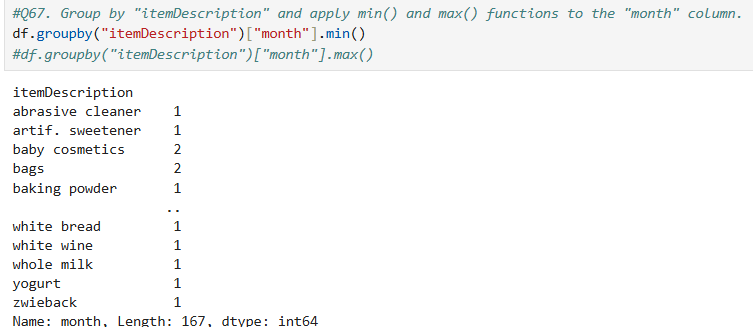 #Q67. Group by "itemDescription" and apply min() and max() functions to the "month" column.
df.groupby("itemDescription")["month"].min()
#df.groupby("itemDescription")["month"].max()
itemDescription
abrasive cleaner    1
artif. sweetener    1
baby cosmetics      2
bags                2
baking powder       1
                   ..
white bread         1
white wine          1
whole milk          1
yogurt              1
zwieback            1
Name: month, Length: 167, dtype: int64